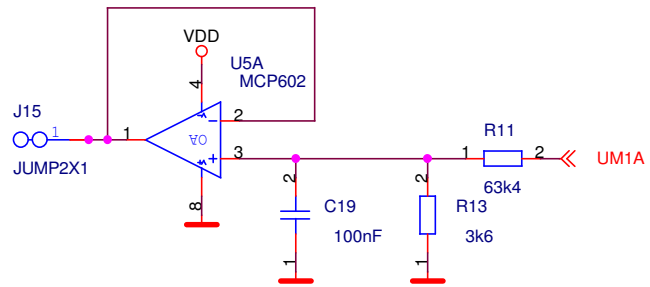 VDD
U5A
MCP602
4
J15
1
1
2
OA
3
JUMP2X1
8
R11
1
2
UM1A
63k4
2
C19
100nF
1
2
R13
3k6
1